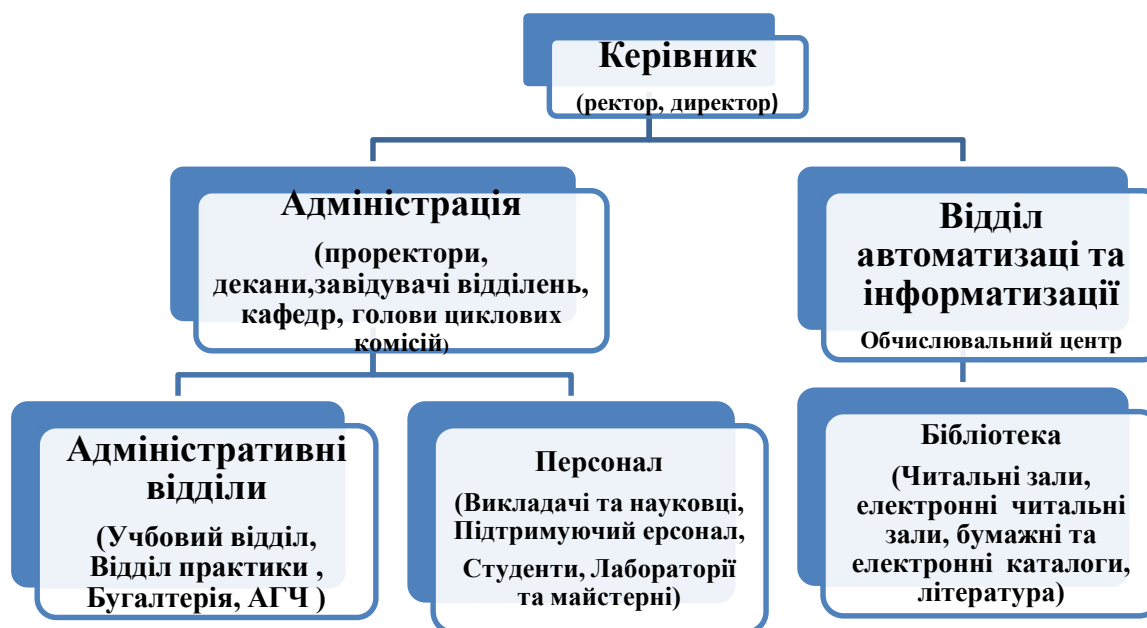 Керівник
(ректор, директор)
Адміністрація
(проректори,
декани,завідувачі відділень,
кафедр, голови циклових
комісій)
Відділ
автоматизаці та
інформатизації
Обчислювальний центр
Адміністративні
відділи
(Учбовий відділ,
Відділ практики ,
Бугалтерія, АГЧ )
Персонал
(Викладачі та науковці,
Підтримуючий ерсонал,
Студенти, Лабораторії
та майстерні)
Бібліотека
(Читальні зали,
електронні читальні
зали, бумажні та
електронні каталоги,
література)